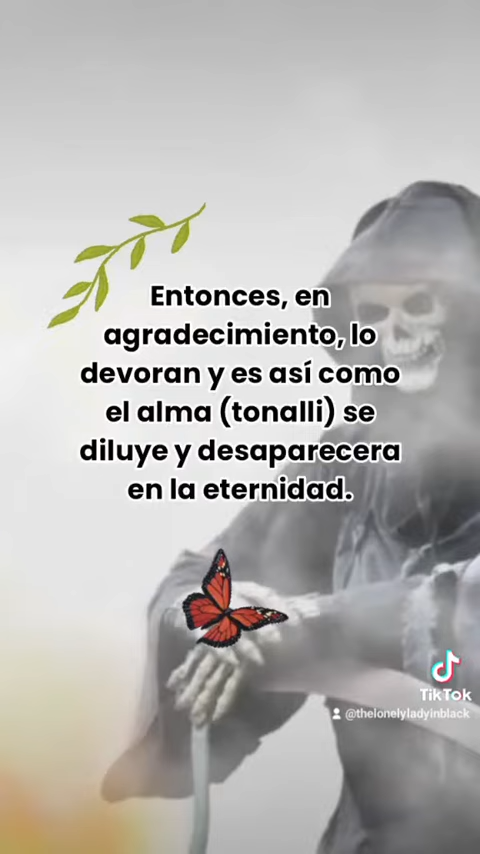 Entonces, en
agradecimiento, lo
devoran y es así como
el alma (tonalli) se
diluye y desaparecera
en la eternidad.
TikTok
@thelonelyladyinblack